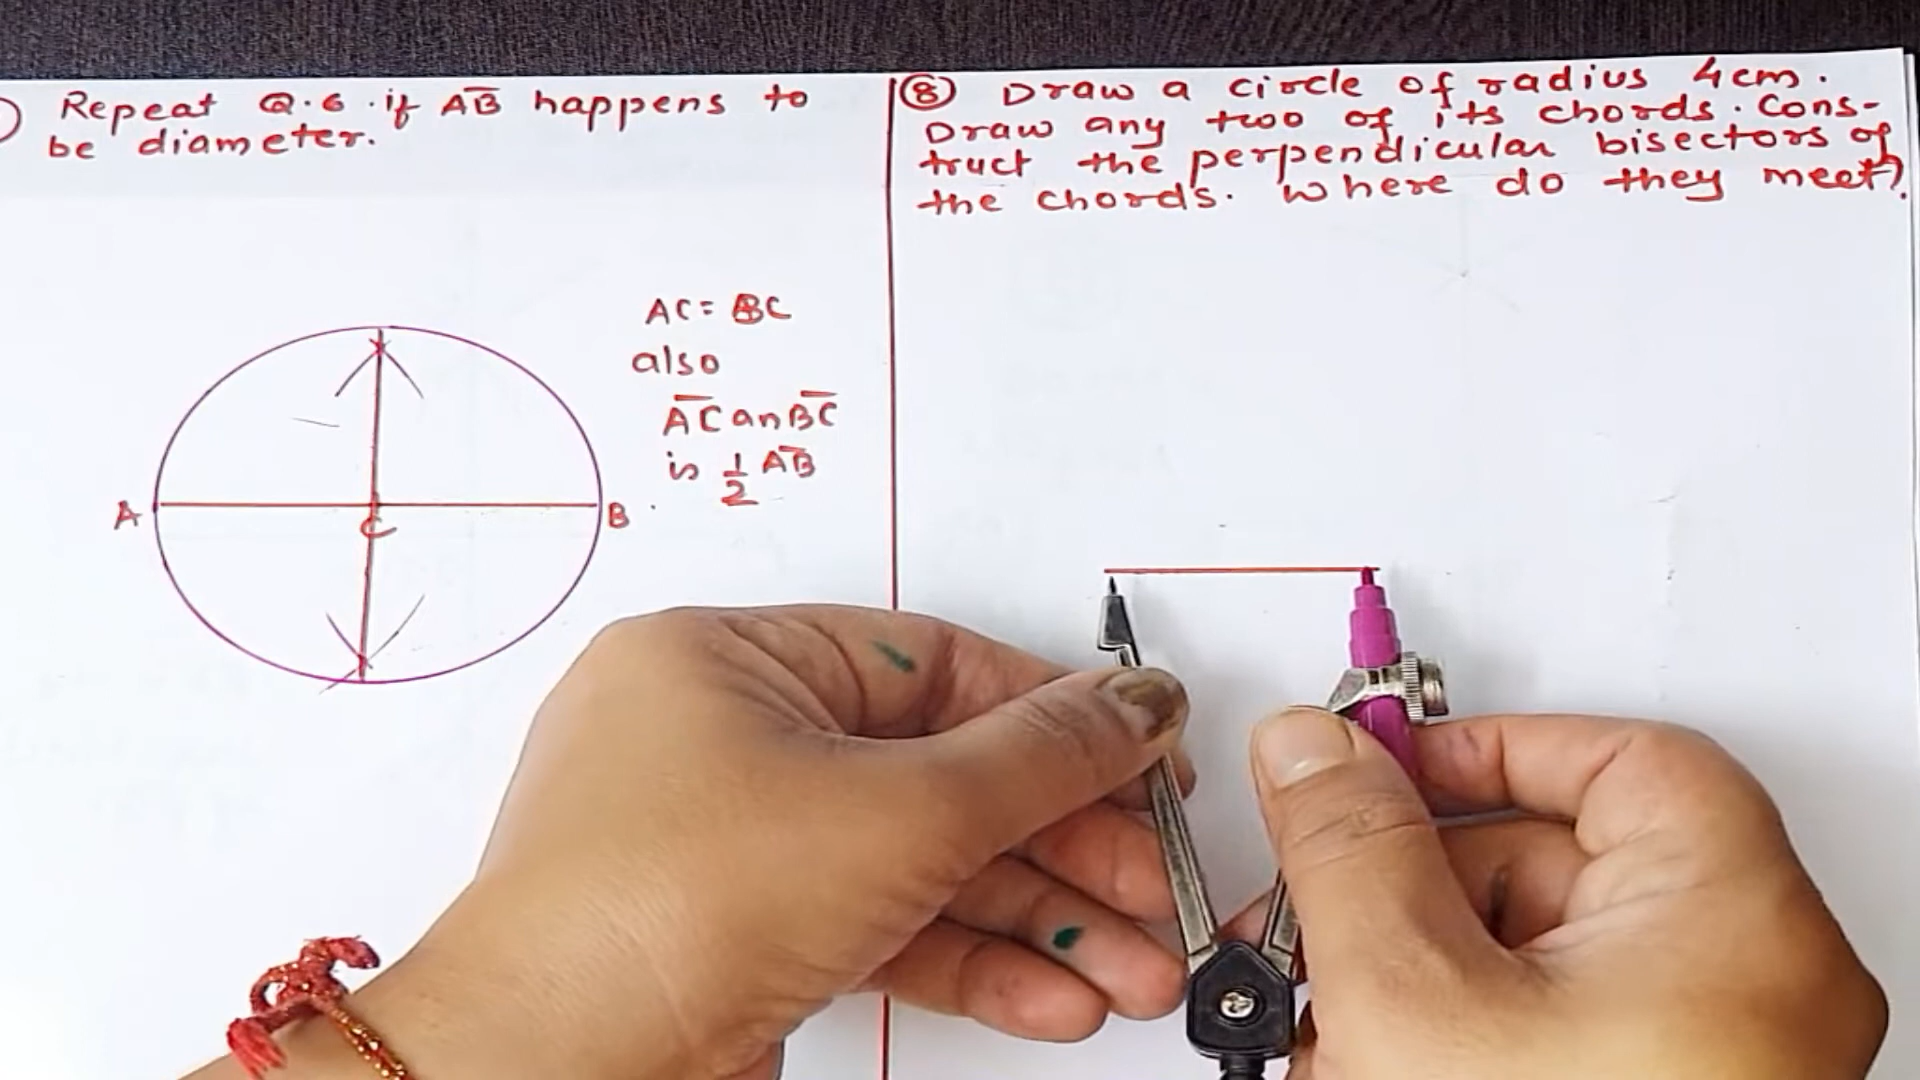 Repeat Q.6 .if AB happens to
be diameter.
AC = BC
also
AC an BC
is 1/2 AB
A
C
B
⑧ Draw a circle of radius 4cm.
Draw any two of its chords. Cons-
truct the perpendicular bisectors of
the chords. Where do they meet?